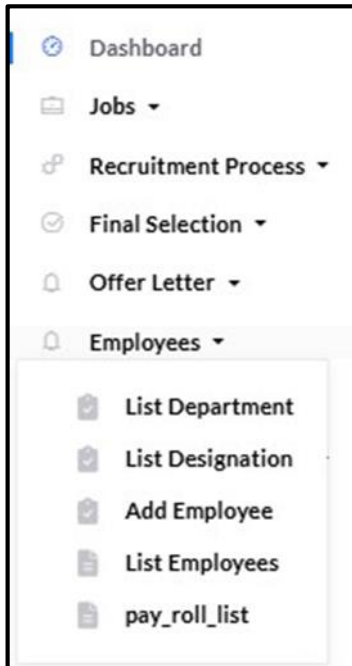 Dashboard
Jobs
Recruitment Process
Final Selection
Offer Letter
Employees
List Department
List Designation
Add Employee
List Employees
pay_roll_list